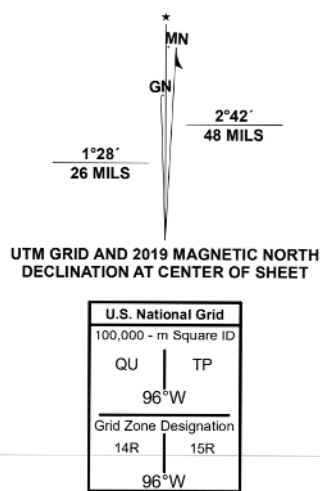 ★
MN
GN
2°42´
48 MILS
1°28´
26 MILS
UTM GRID AND 2019 MAGNETIC NORTH
DECLINATION AT CENTER OF SHEET
U.S. National Grid
100,000 - m Square ID
QU TP
96°W
Grid Zone Designation
14R 15R
96°W